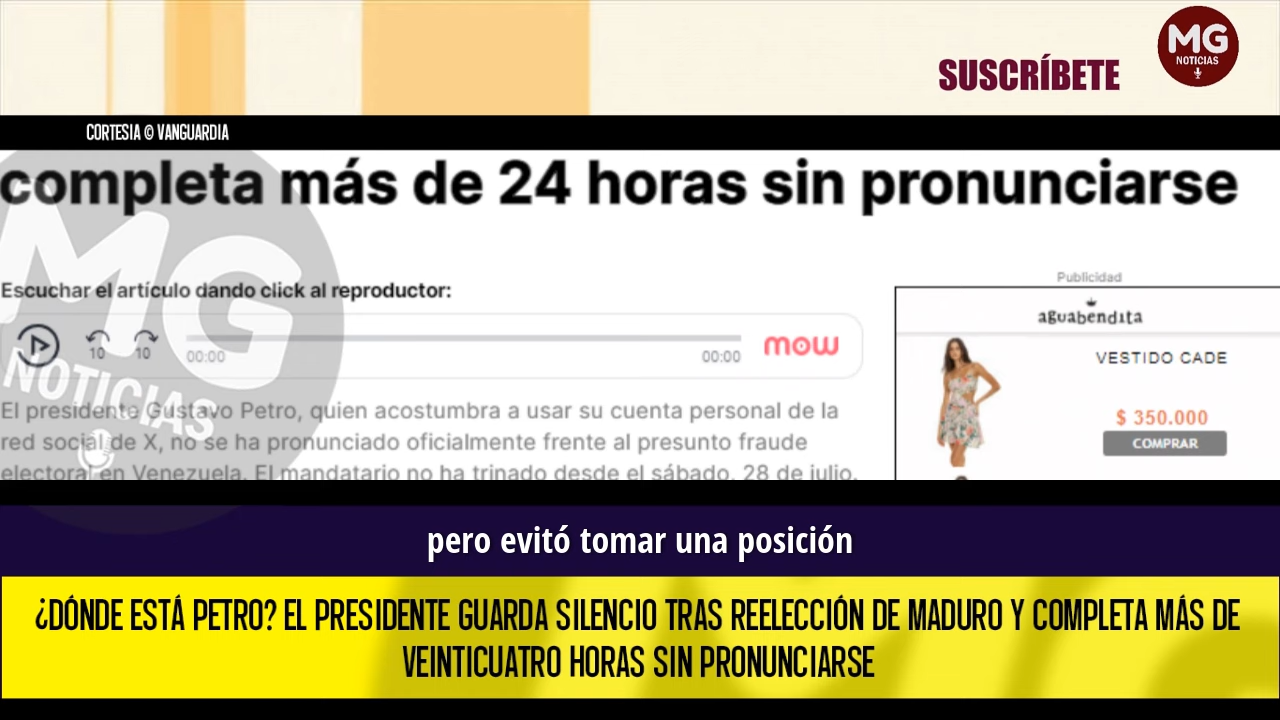 SUSCRÍBETE
MG
NOTICIAS
CORTESIA © VANGUARDIA
completa más de 24 horas sin pronunciarse
MG
NOTICIAS
Escuchar el artículo dando click al reproductor:
10
10
00:00
00:00
mow
El presidente Gustavo Petro, quien acostumbra a usar su cuenta personal de la
red social de X, no se ha pronunciado oficialmente frente al presunto fraude
electoral en Venezuela. El mandatario no ha trinado desde el sábado, 28 de julio,
Publicidad
aguabendita
VESTIDO CADE
$ 350.000
COMPRAR
pero evitó tomar una posición
¿DÓNDE ESTÁ PETRO? EL PRESIDENTE GUARDA SILENCIO TRAS REELECCIÓN DE MADURO Y COMPLETA MÁS DE
VEINTICUATRO HORAS SIN PRONUNCIARSE